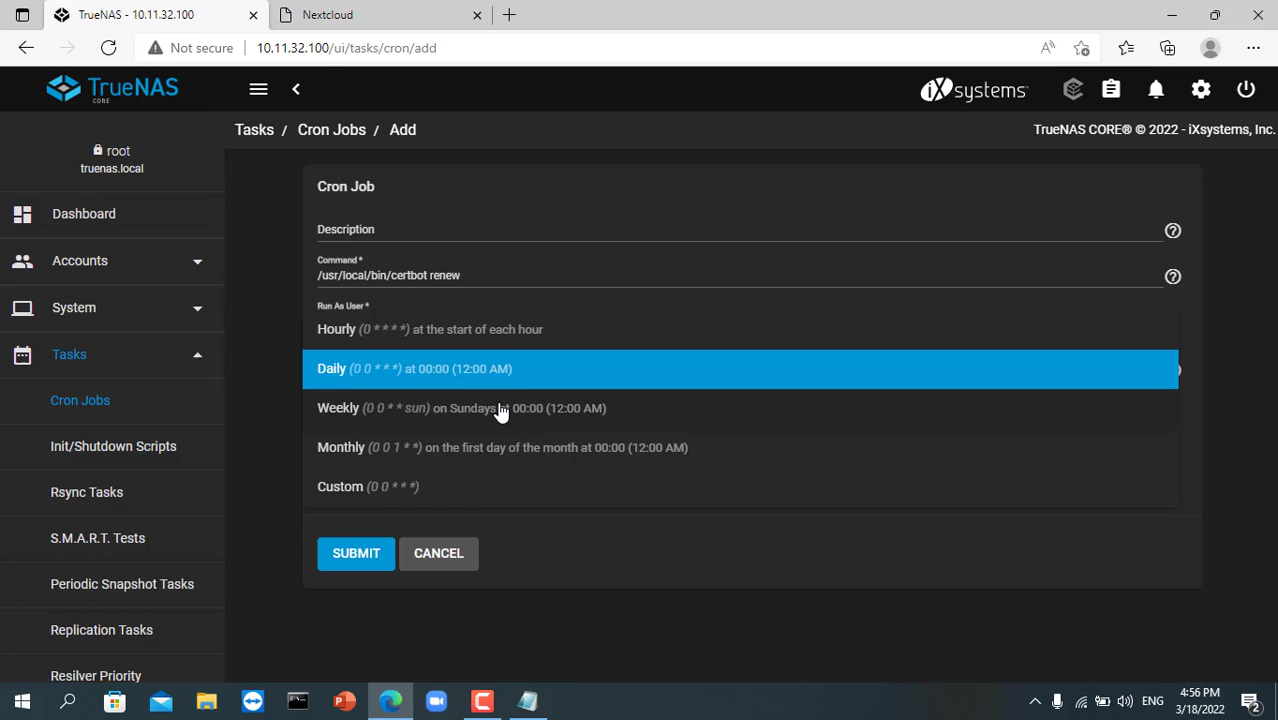 TrueNAS - 10.11.32.100
Nextcloud
Not secure
10.11.32.100/ui/tasks/cron/add
TrueNAS
CORE
iXsystems
Tasks / Cron Jobs / Add
TrueNAS CORE® © 2022 - iXsystems, Inc.
root
truenas.local
Dashboard
Accounts
System
Tasks
Cron Jobs
Init/Shutdown Scripts
Rsync Tasks
S.M.A.R.T. Tests
Periodic Snapshot Tasks
Replication Tasks
Resilver Priority
Cron Job
Description
Command *
/usr/local/bin/certbot renew
Run As User *
Hourly (0 * * * *) at the start of each hour
Daily (0 0 * * *) at 00:00 (12:00 AM)
Weekly (0 0 * * sun) on Sundays at 00:00 (12:00 AM)
Monthly (0 0 1 * *) on the first day of the month at 00:00 (12:00 AM)
Custom (0 0 * * *)
SUBMIT
CANCEL
ENG
4:56 PM
3/18/2022
2